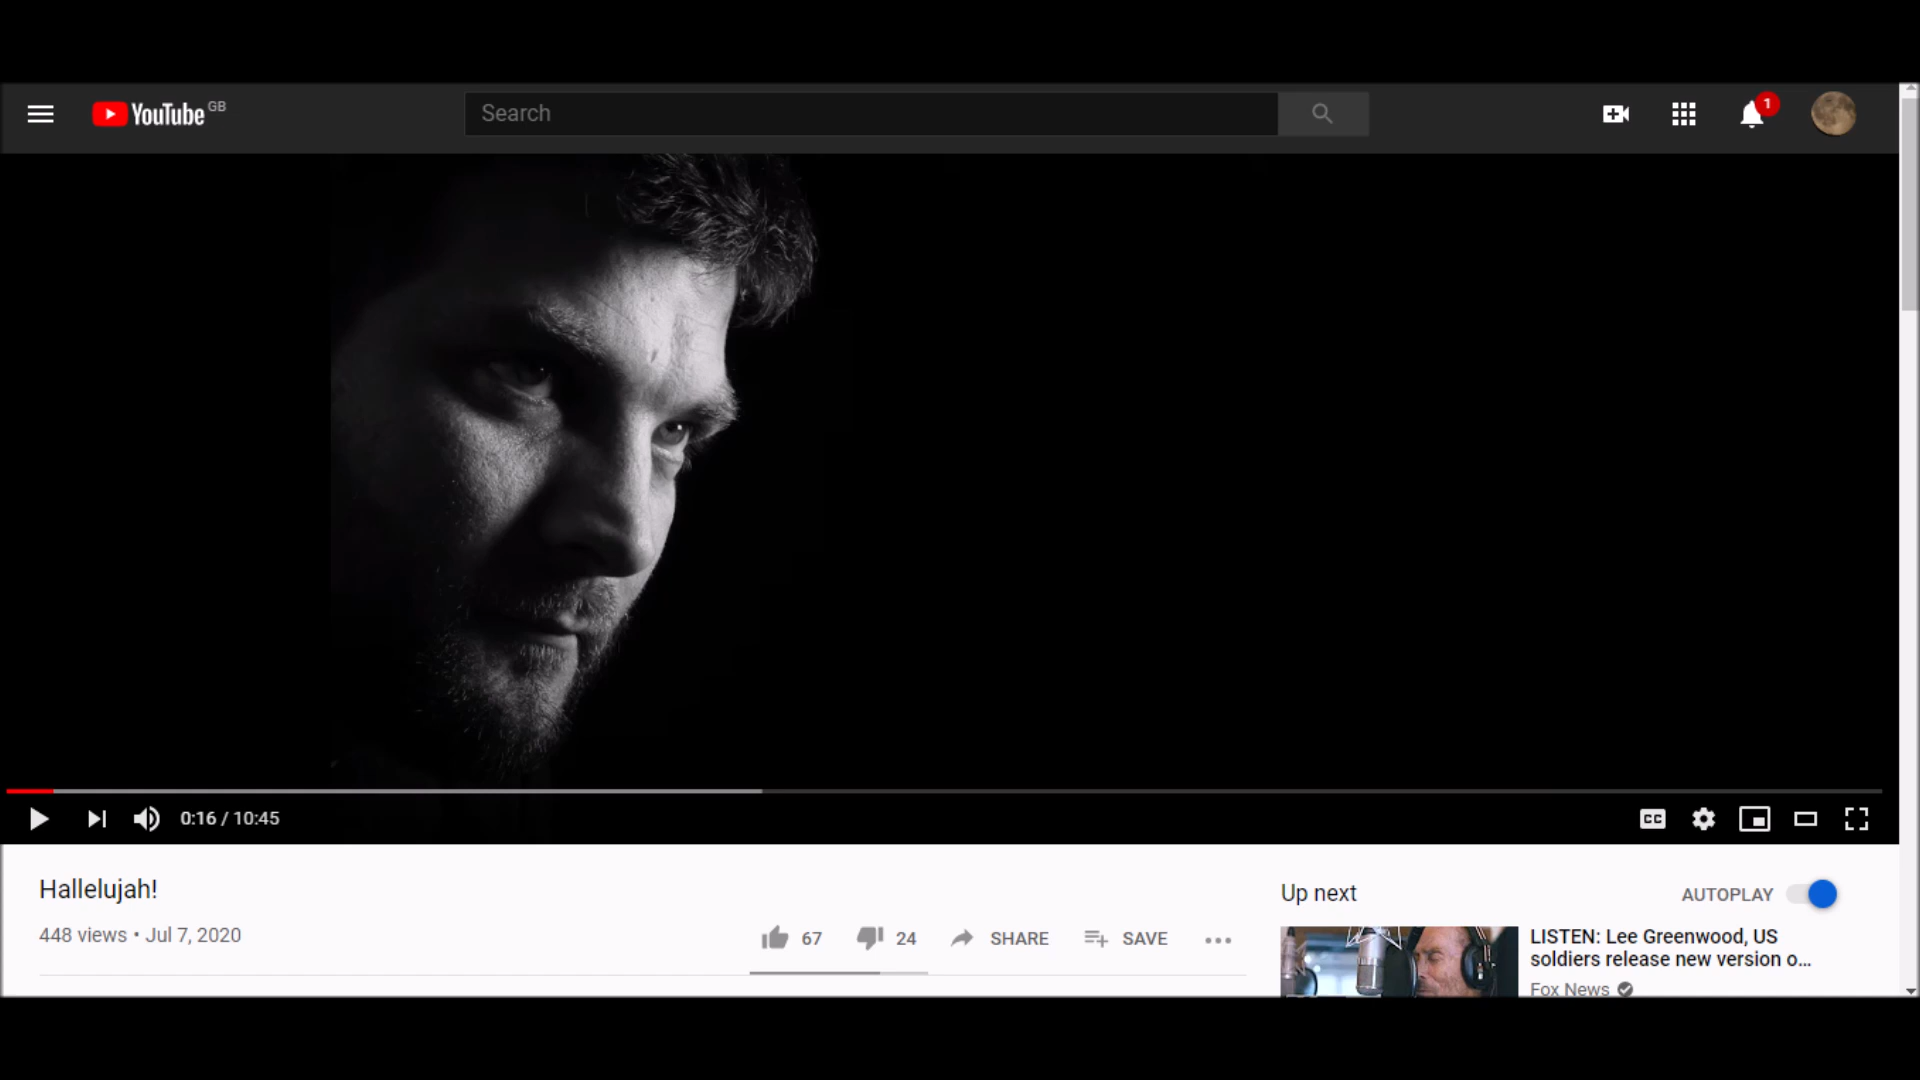 YouTube GB
Search
1
0:16 / 10:45
CC
Hallelujah!
448 views • Jul 7, 2020
67
24
SHARE
SAVE
Up next
AUTOPLAY
LISTEN: Lee Greenwood, US
soldiers release new version o...
Fox News